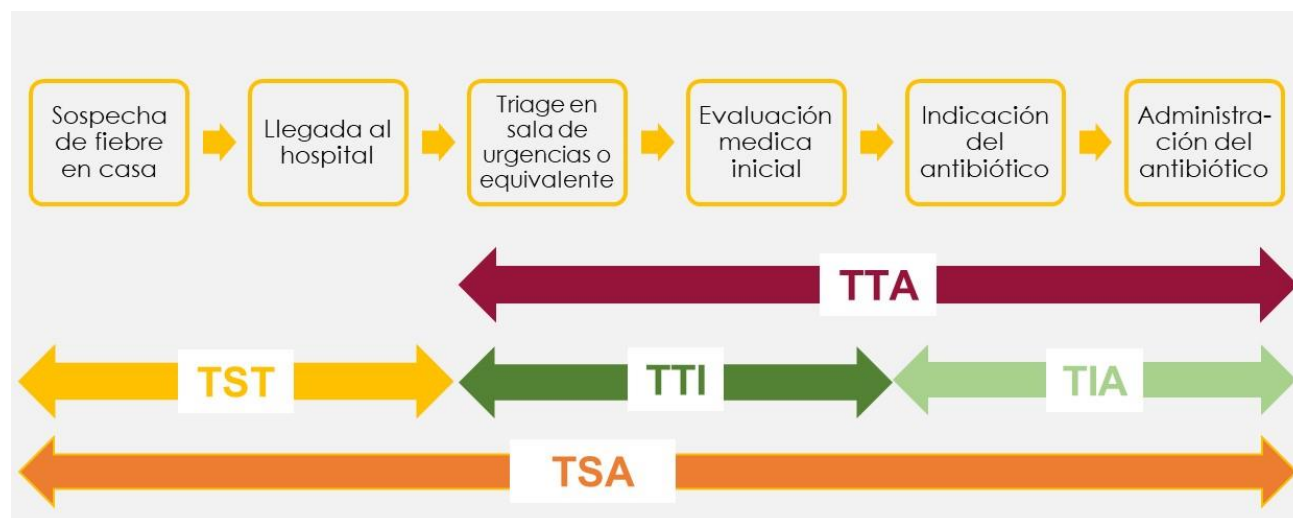 Sospecha
de fiebre
en casa
Llegada al
hospital
Triage en
sala de
urgencias o
equivalente
Evaluación
medica
inicial
Indicación
del
antibiótico
Administra-
ción del
antibiótico
TTA
TST
TTI
TIA
TSA